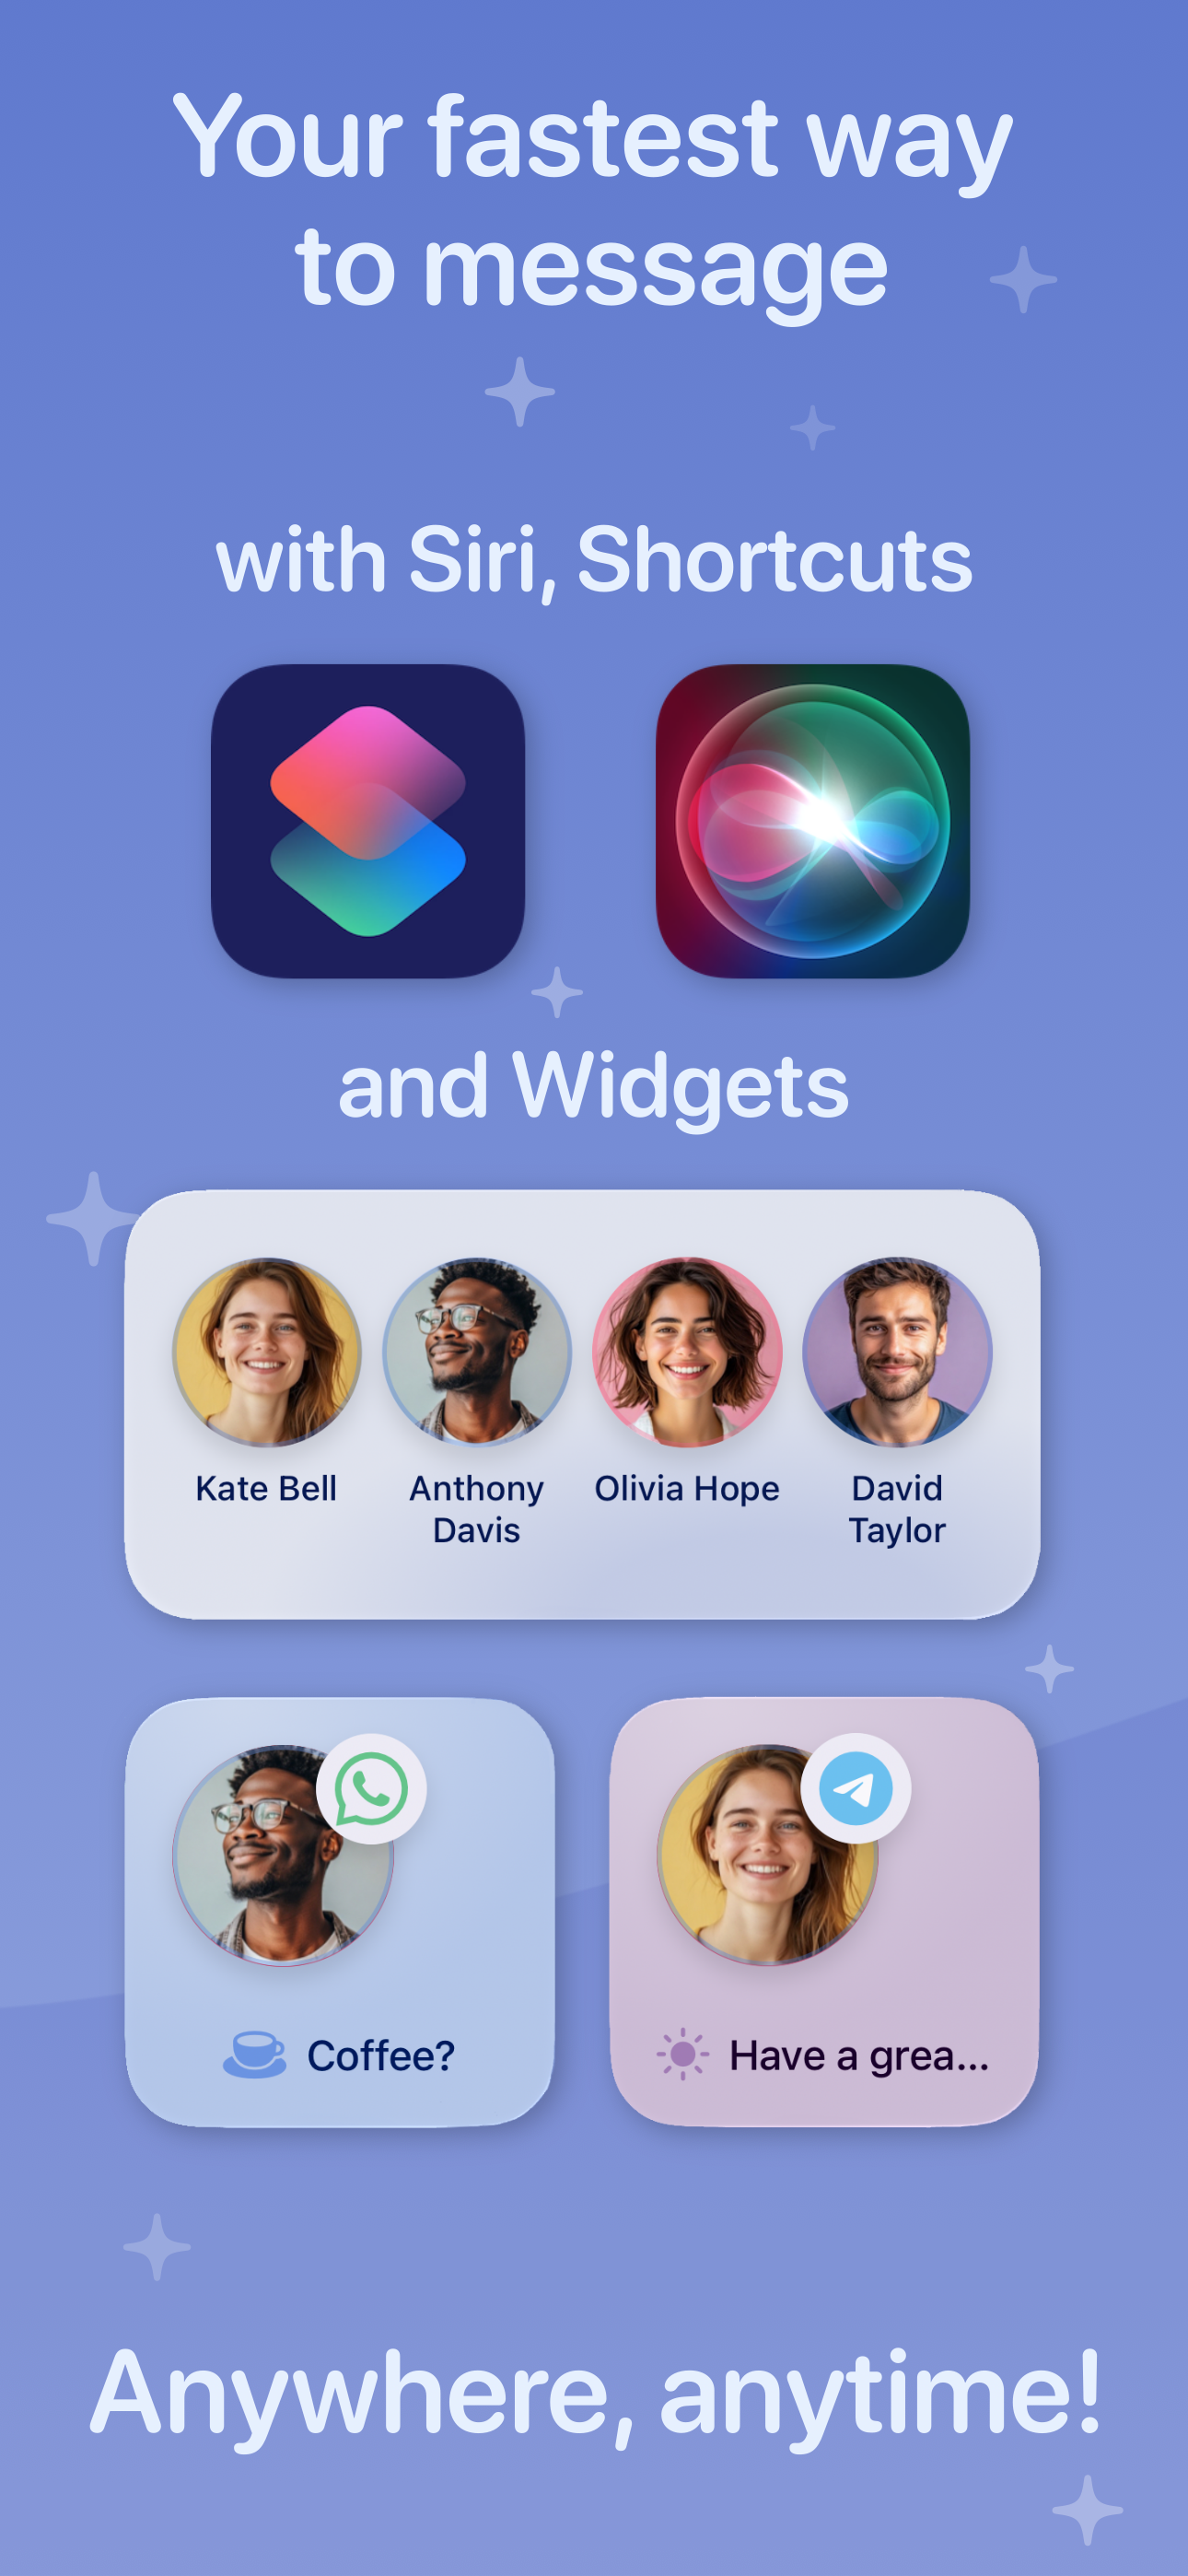 Your fastest way
to message
with Siri, Shortcuts
and Widgets
Kate Bell
Anthony
Davis
Olivia Hope
David
Taylor
Coffee?
Have a grea...
Anywhere, anytime!